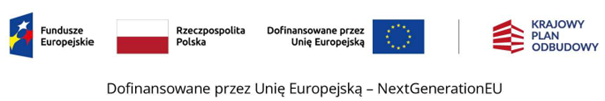 Fundusze
Europejskie
Rzeczpospolita
Polska
Dofinansowane przez
Unię Europejską
KRAJOWY
PLAN
ODBUDOWY
Dofinansowane przez Unię Europejską – NextGenerationEU